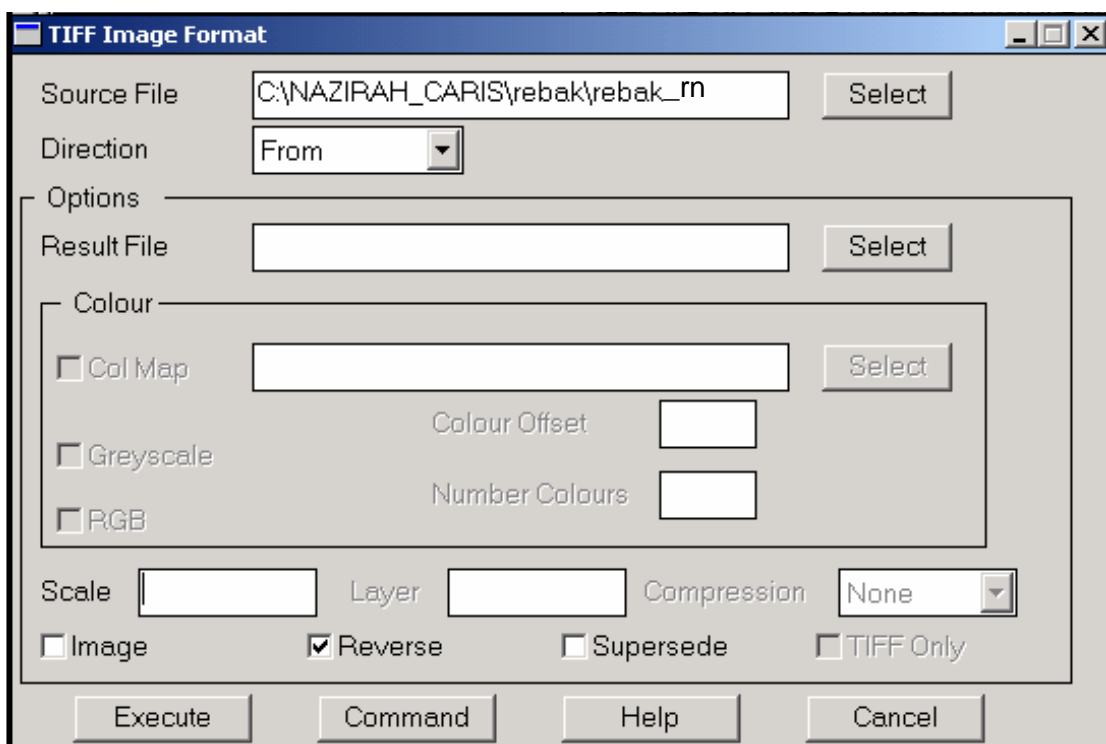 TIFF Image Format
Source File C:\NAZIRAH_CARIS\rebak\rebak_rn Select
Direction From
Options
Result File Select
Colour
Col Map Select
Colour Offset
Greyscale
Number Colours
RGB
Scale Layer Compression None
Image Reverse Supersede TIFF Only
Execute Command Help Cancel